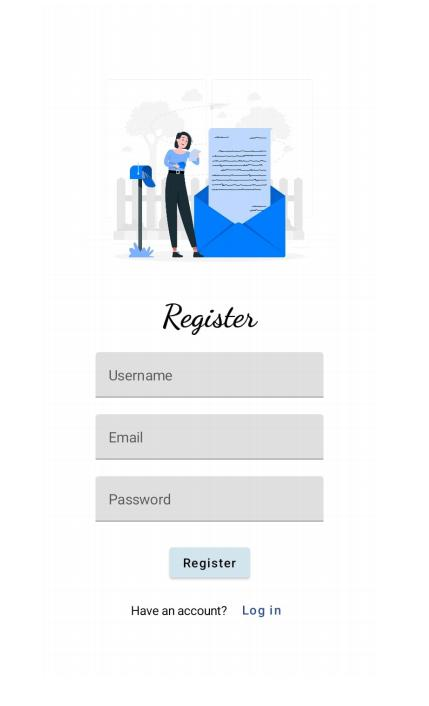 Register
Username
Email
Password
Register
Have an account? Log in